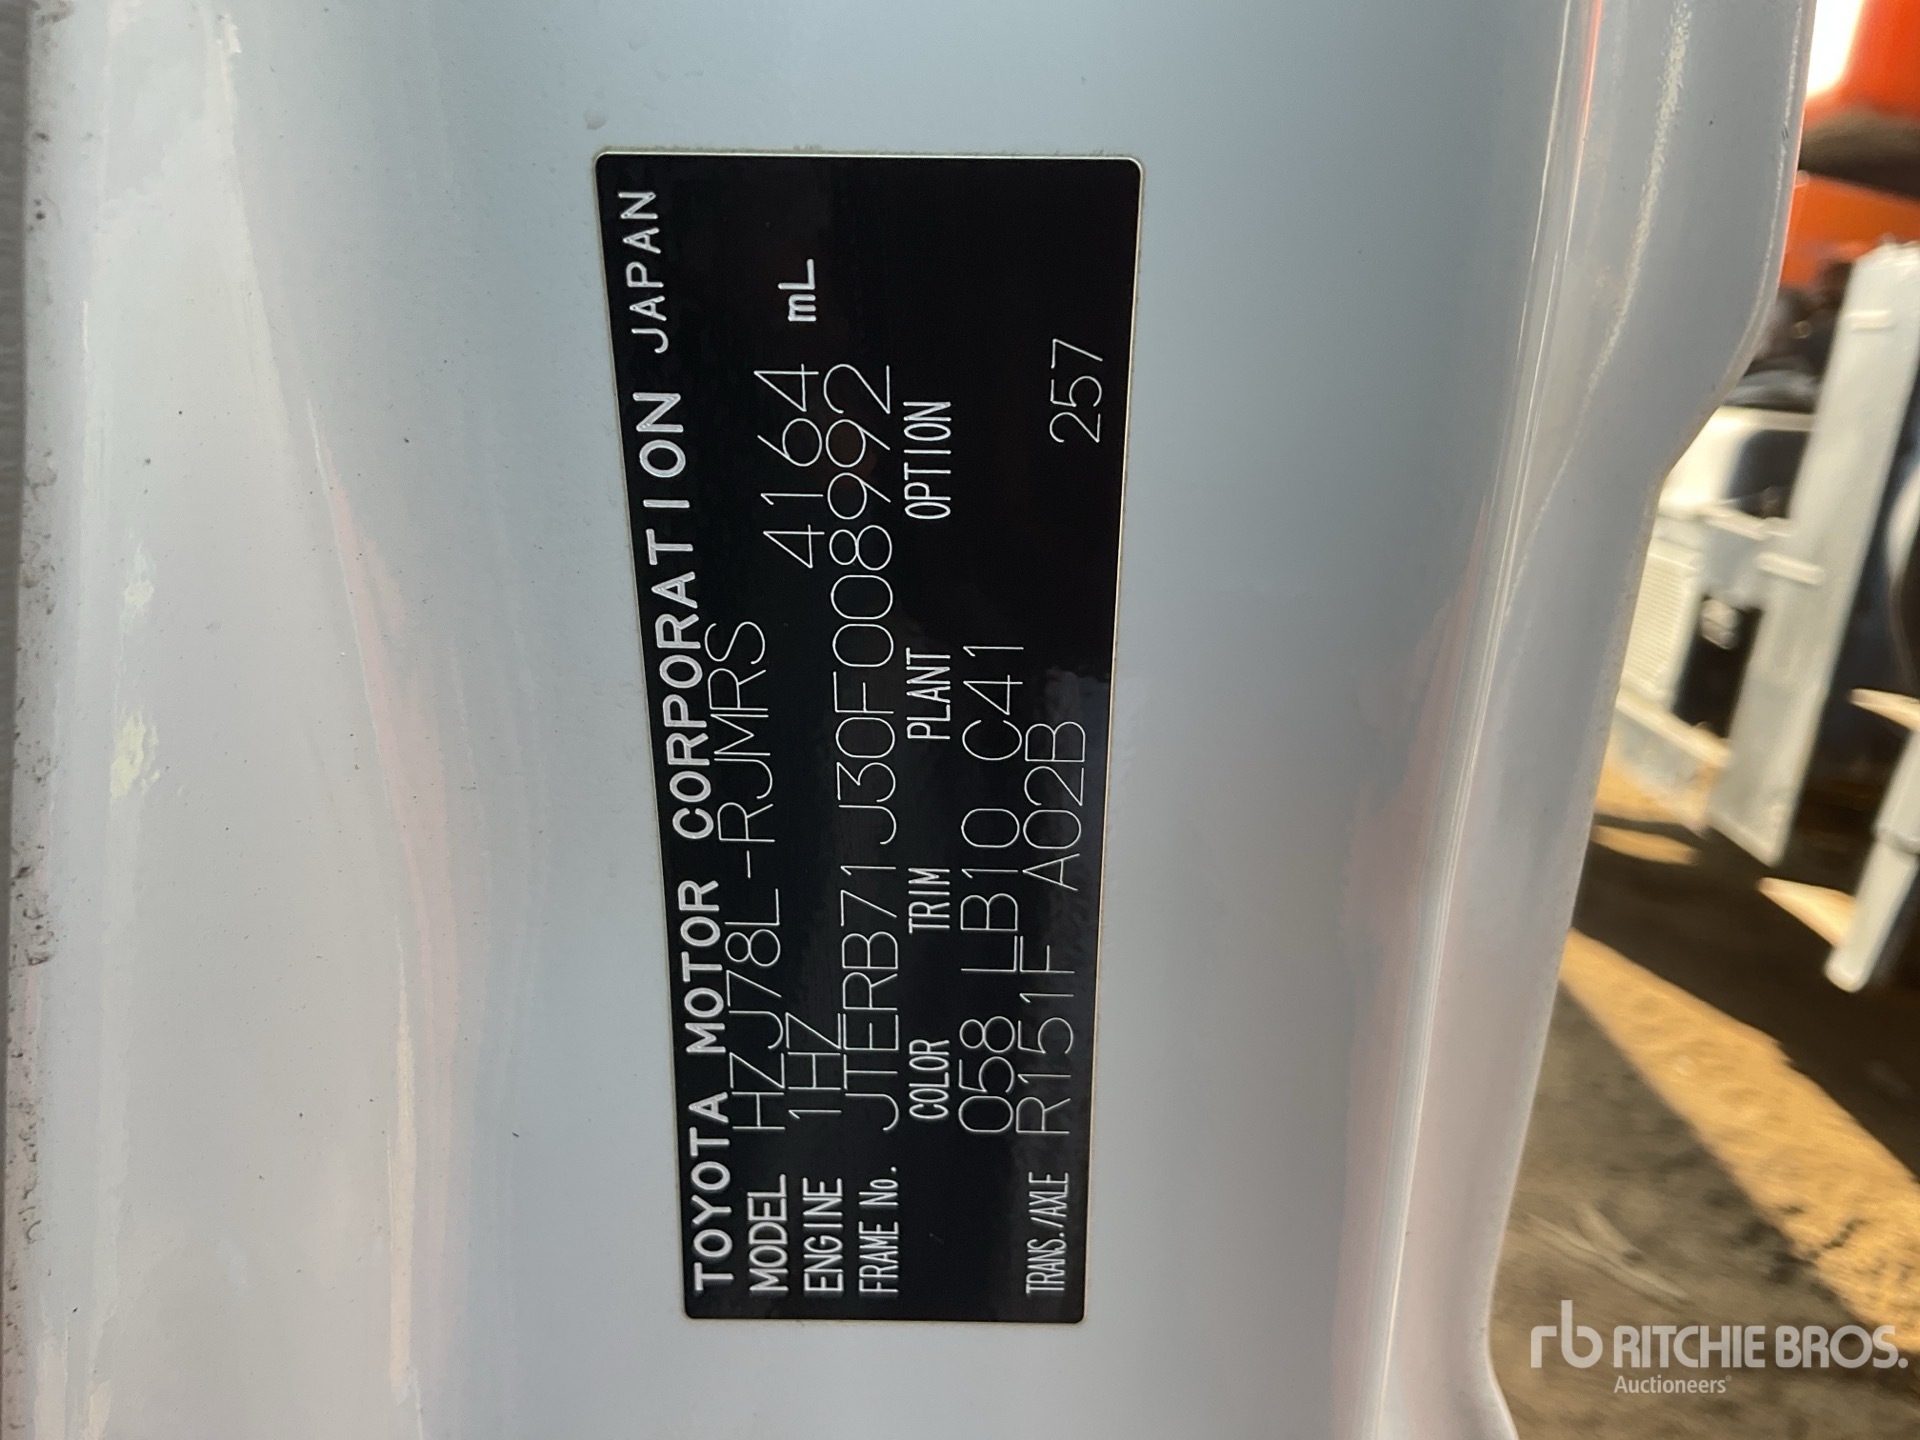 TOYOTA MOTOR CORPORATION JAPAN
MODEL HZJ78L-RJMRS
ENGINE 1HZ 4164 mL
FRAME No. JTERB71J30F008992
COLOR TRIM PLANT OPTION
058 LB10 C41
TRANS./AXLE R151F A02B 257
rb RITCHIE BROS.
Auctioneers